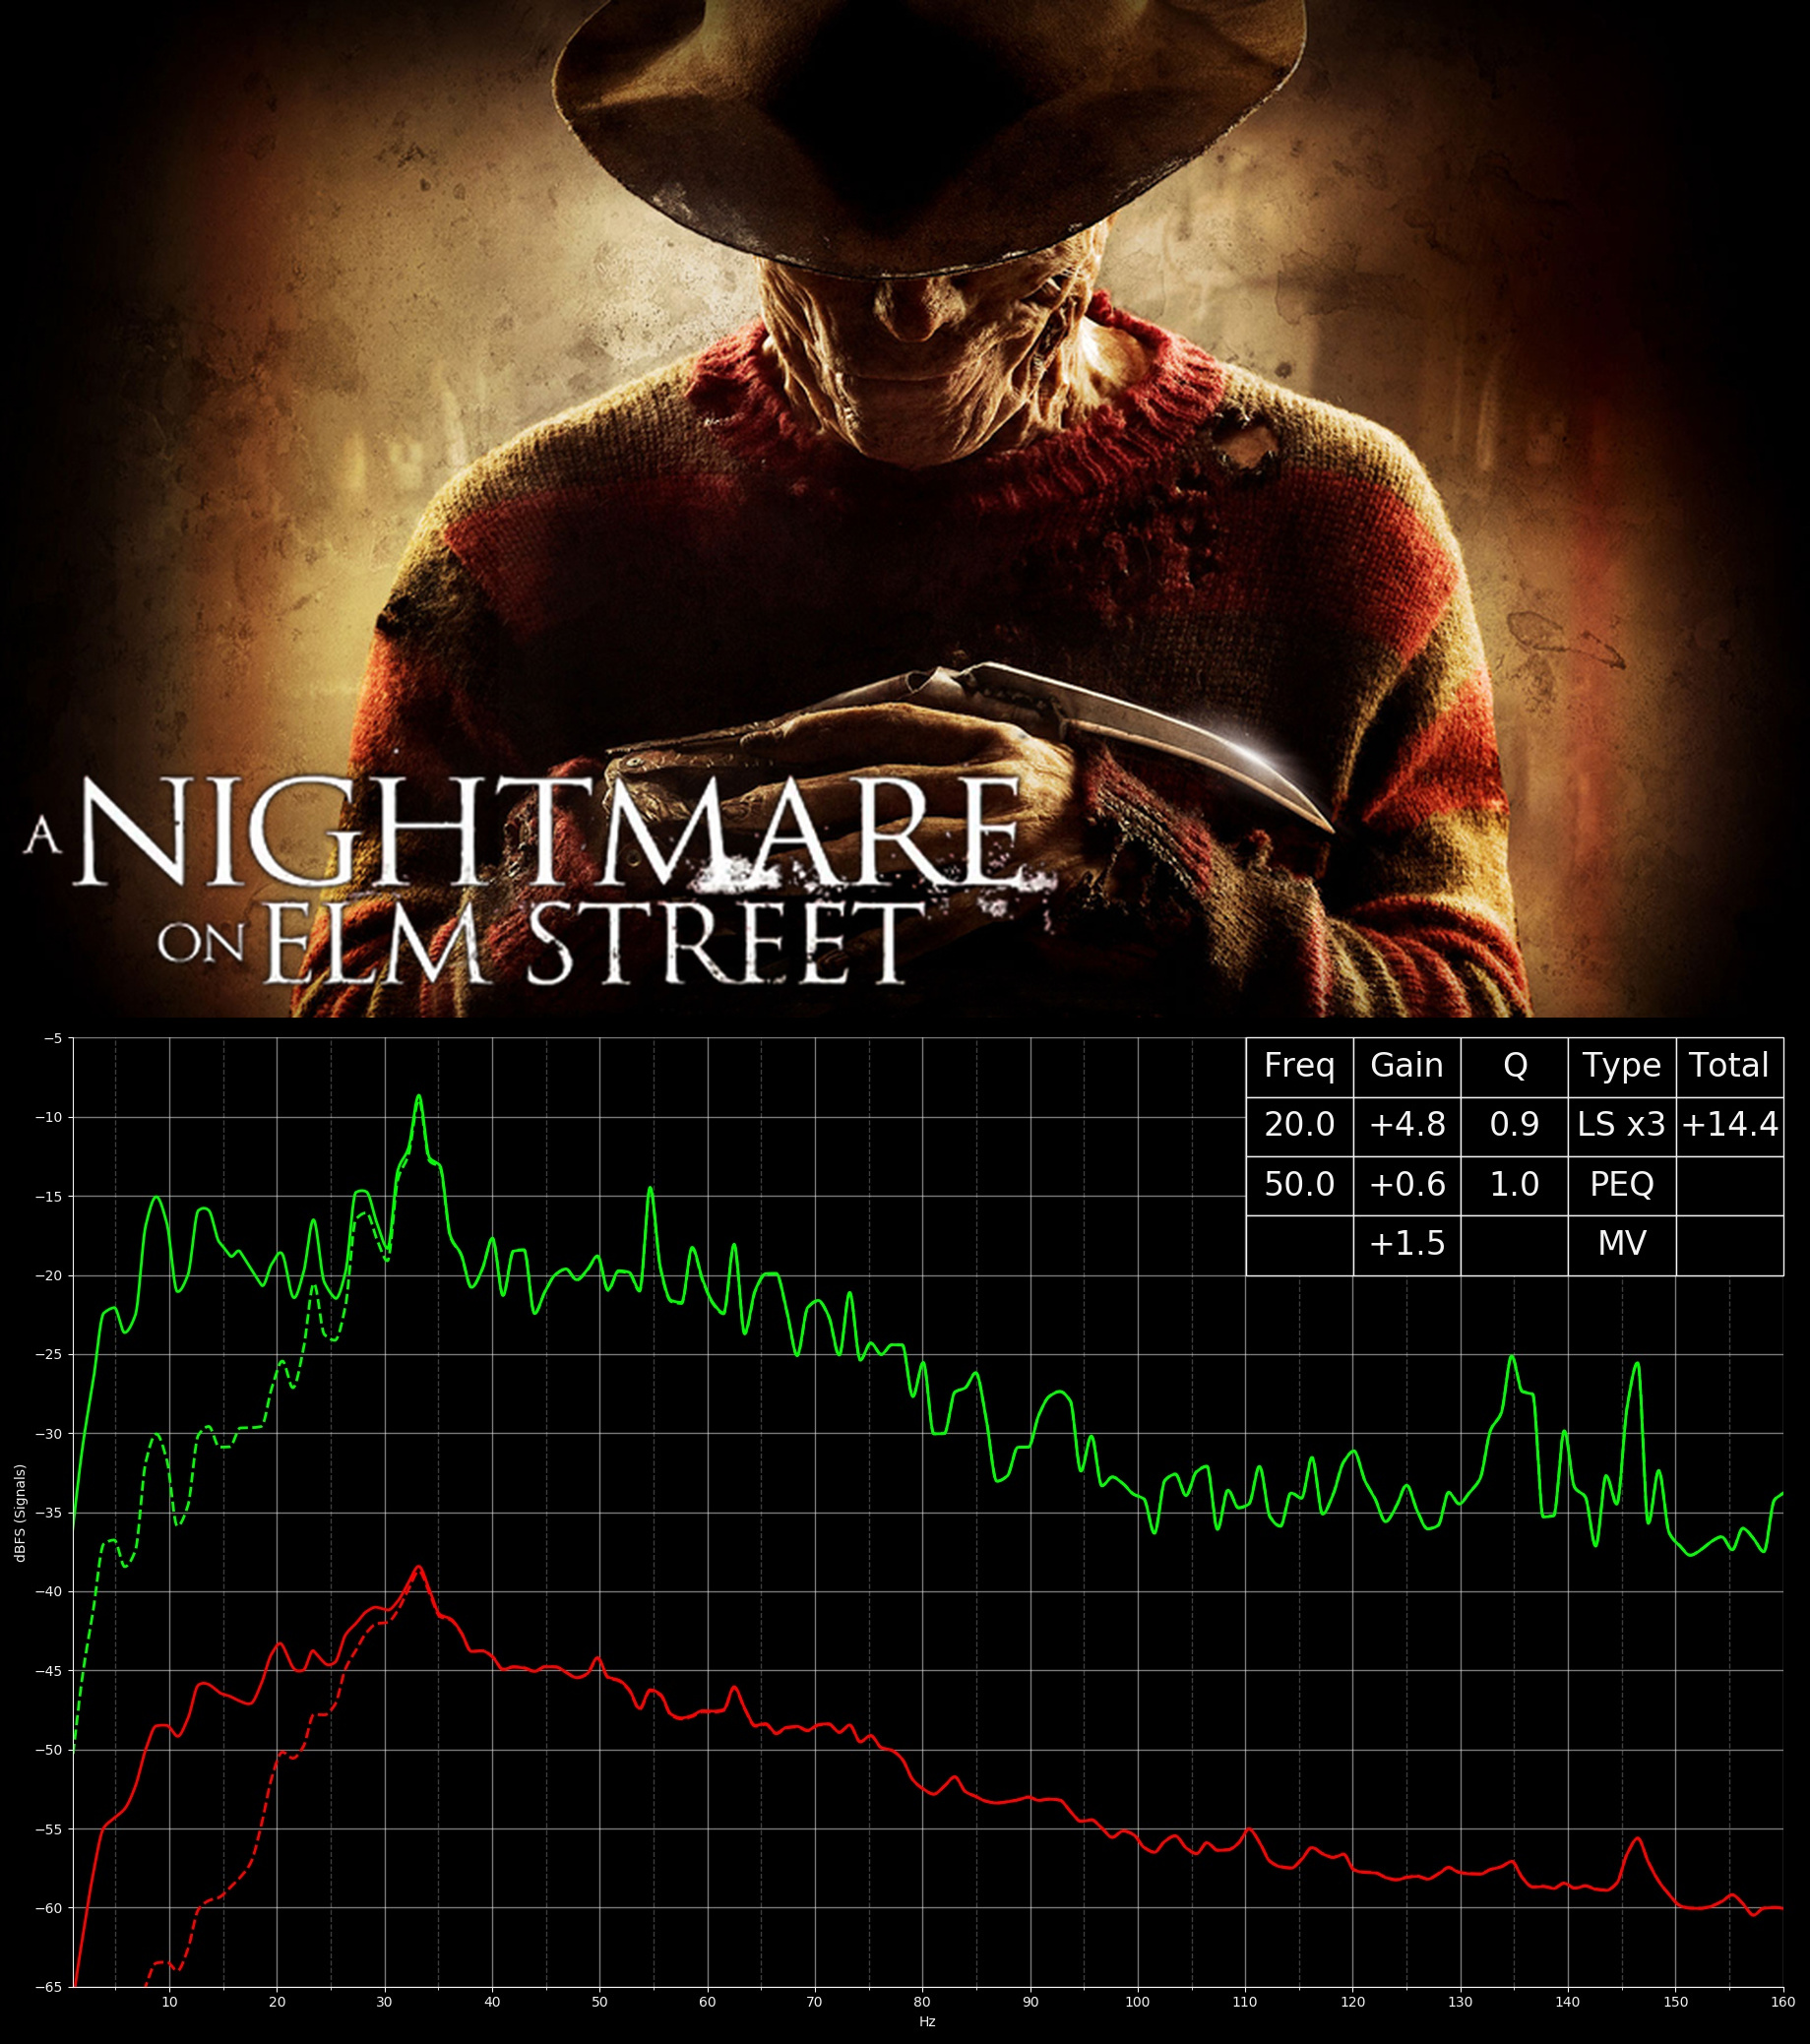 A NIGHTMARE
ON ELM STREET
Freq Gain Q Type Total
20.0 +4.8 0.9 LS x3 +14.4
50.0 +0.6 1.0 PEQ
+1.5 MV
−5
−10
−15
−20
−25
−30
−35
−40
−45
−50
−55
−60
−65
dBFS (Signals)
10 20 30 40 50 60 70 80 90 100 110 120 130 140 150 160
Hz